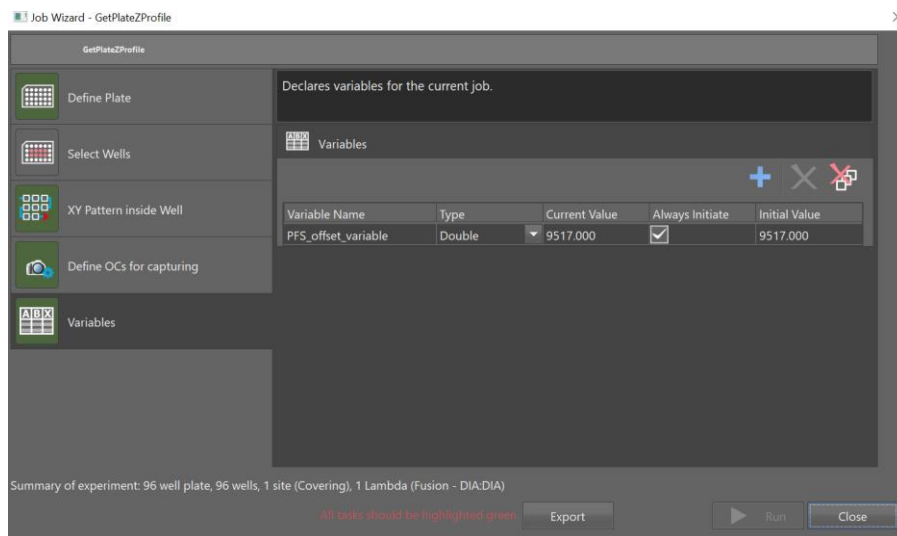 Job Wizard - GetPlateZProfile
GetPlateZProfile
Define Plate
Select Wells
XY Pattern inside Well
Define OCs for capturing
ABX
Variables
Declares variables for the current job.
ABX
Variables
Variable Name Type Current Value Always Initiate Initial Value
PFS_offset_variable Double 9517.000 9517.000
Summary of experiment: 96 well plate, 96 wells, 1 site (Covering), 1 Lambda (Fusion - DIA:DIA)
All tasks should be highlighted green
Export
Run
Close